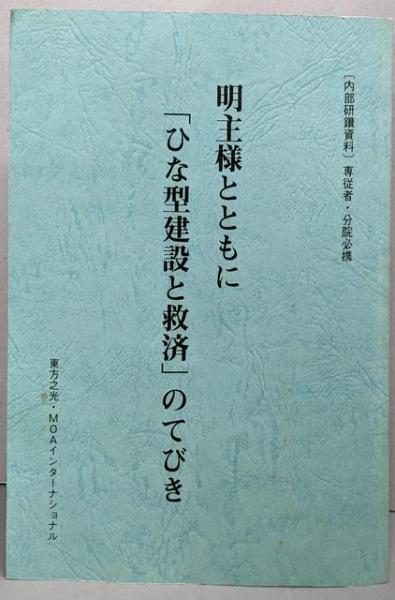 〔内部研鑽資料〕専従者・分院必携
明主様とともに
「ひな型建設と救済」のてびき
東方之光・MOAインターナショナル